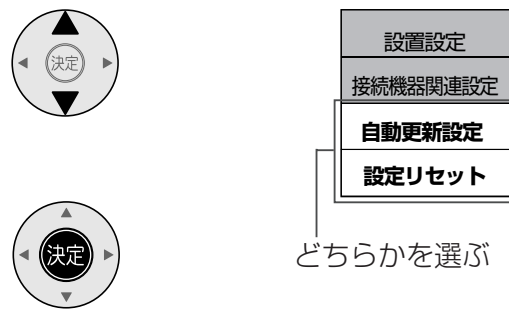 決定
設置設定
接続機器関連設定
自動更新設定
設定リセット
どちらかを選ぶ
決定